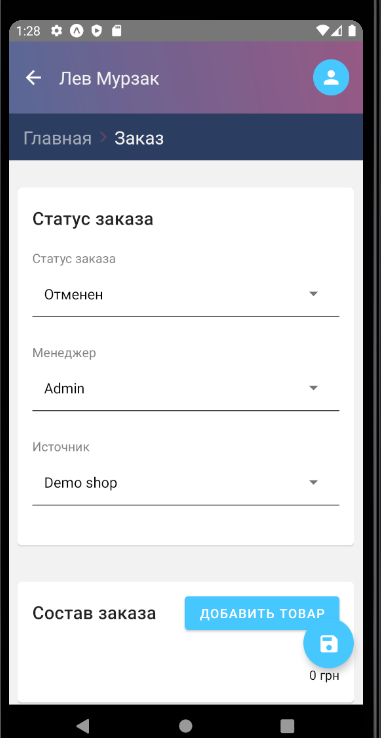 1:28
Лев Мурзак
Главная > Заказ
Статус заказа
Статус заказа
Отменен
Менеджер
Admin
Источник
Demo shop
Состав заказа
ДОБАВИТЬ ТОВАР
0 грн